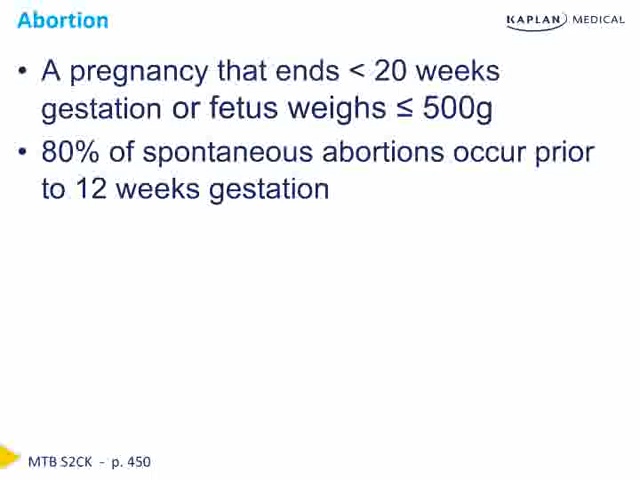 Abortion
KAPLAN MEDICAL
• A pregnancy that ends < 20 weeks
gestation or fetus weighs ≤ 500g
• 80% of spontaneous abortions occur prior
to 12 weeks gestation
MTB S2CK - p. 450